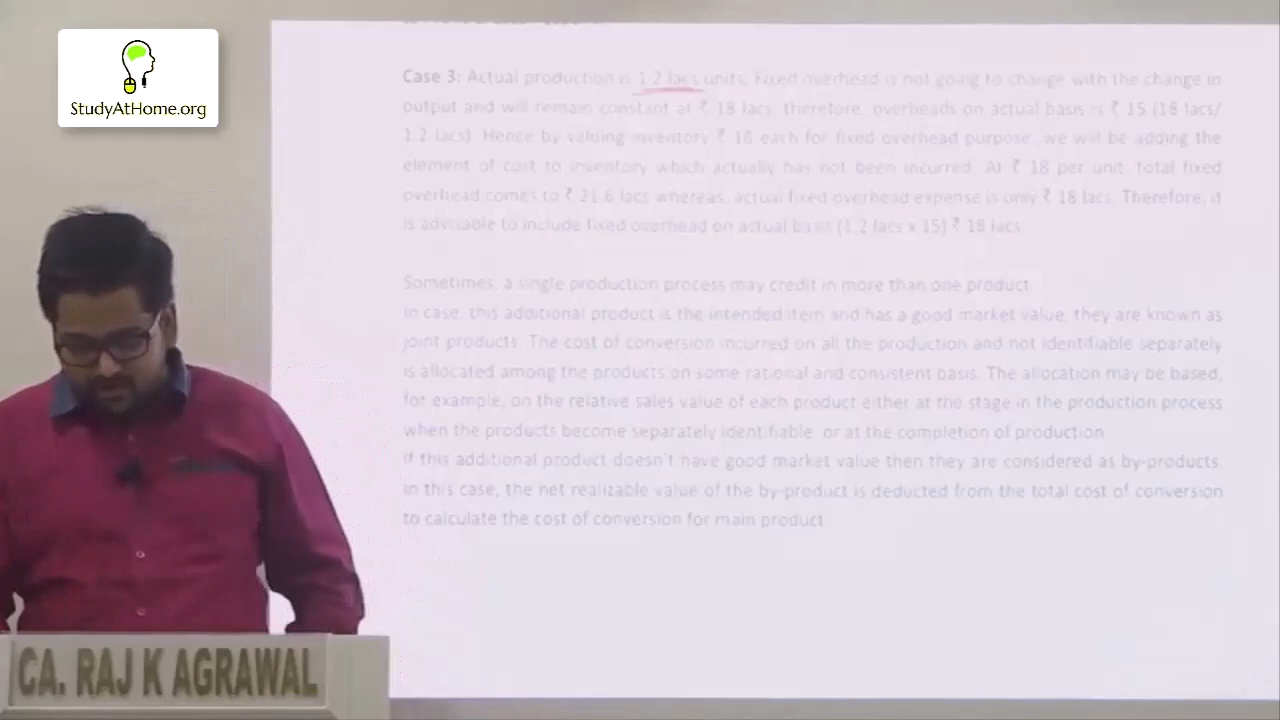 StudyAtHome.org
Case 3: Actual production is 1.2 lacs units. Fixed overhead is not going to change with the change in
output and will remain constant at ₹ 18 lacs, therefore, overheads on actual basis is ₹ 15 (18 lacs/
1.2 lacs). Hence by valuing inventory ₹ 18 each for fixed overhead purpose, we will be adding the
element of cost to inventory which actually has not been incurred. At ₹ 18 per unit, total fixed
overhead comes to ₹ 21.6 lacs whereas, actual fixed overhead expense is only ₹ 18 lacs. Therefore, it
is advisable to include fixed overhead on actual basis (1.2 lacs x 15) ₹ 18 lacs.
Sometimes, a single production process may credit in more than one product.
In case, this additional product is the intended item and has a good market value, they are known as
joint products. The cost of conversion incurred on all the production and not identifiable separately
is allocated among the products on some rational and consistent basis. The allocation may be based,
for example, on the relative sales value of each product either at the stage in the production process
when the products become separately identifiable, or at the completion of production.
If this additional product doesn't have good market value then they are considered as by-products.
In this case, the net realizable value of the by-product is deducted from the total cost of conversion
to calculate the cost of conversion for main product.
CA. RAJ K AGRAWAL